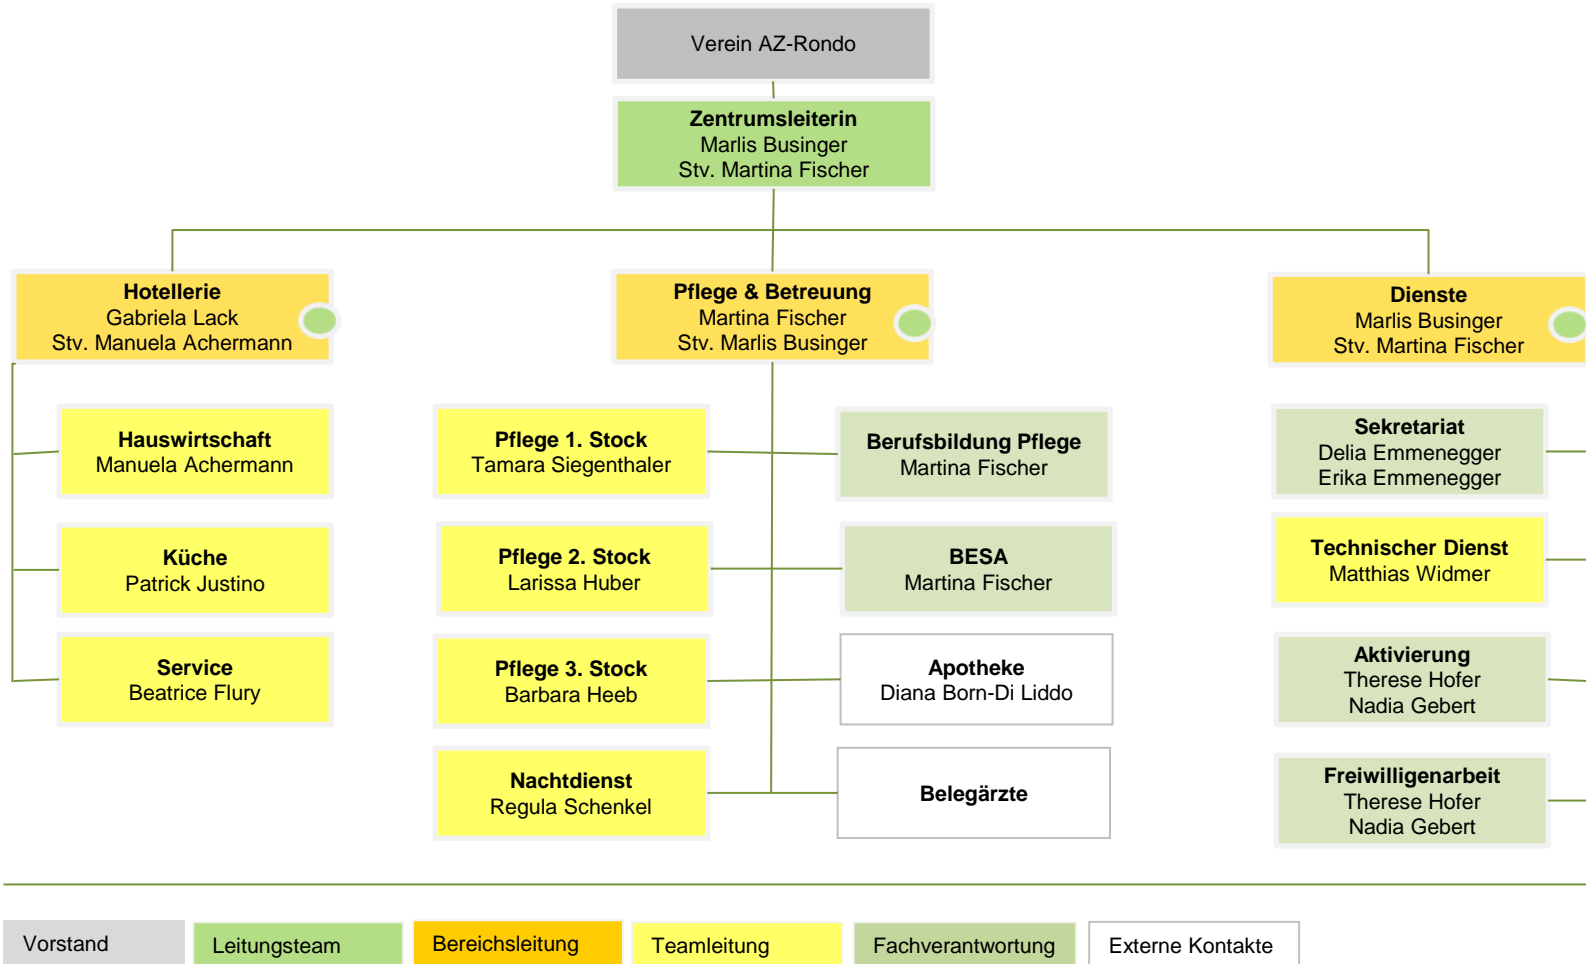 Verein AZ-Rondo
Zentrumsleiterin
Marlis Businger
Stv. Martina Fischer
Hotellerie
Gabriela Lack
Stv. Manuela Achermann
Pflege & Betreuung
Martina Fischer
Stv. Marlis Businger
Dienste
Marlis Businger
Stv. Martina Fischer
Hauswirtschaft
Manuela Achermann
Küche
Patrick Justino
Service
Beatrice Flury
Pflege 1. Stock
Tamara Siegenthaler
Pflege 2. Stock
Larissa Huber
Pflege 3. Stock
Barbara Heeb
Nachtdienst
Regula Schenkel
Berufsbildung Pflege
Martina Fischer
BESA
Martina Fischer
Apotheke
Diana Born-Di Liddo
Belegärzte
Sekretariat
Delia Emmenegger
Erika Emmenegger
Technischer Dienst
Matthias Widmer
Aktivierung
Therese Hofer
Nadia Gebert
Freiwilligenarbeit
Therese Hofer
Nadia Gebert
Vorstand
Leitungsteam
Bereichsleitung
Teamleitung
Fachverantwortung
Externe Kontakte